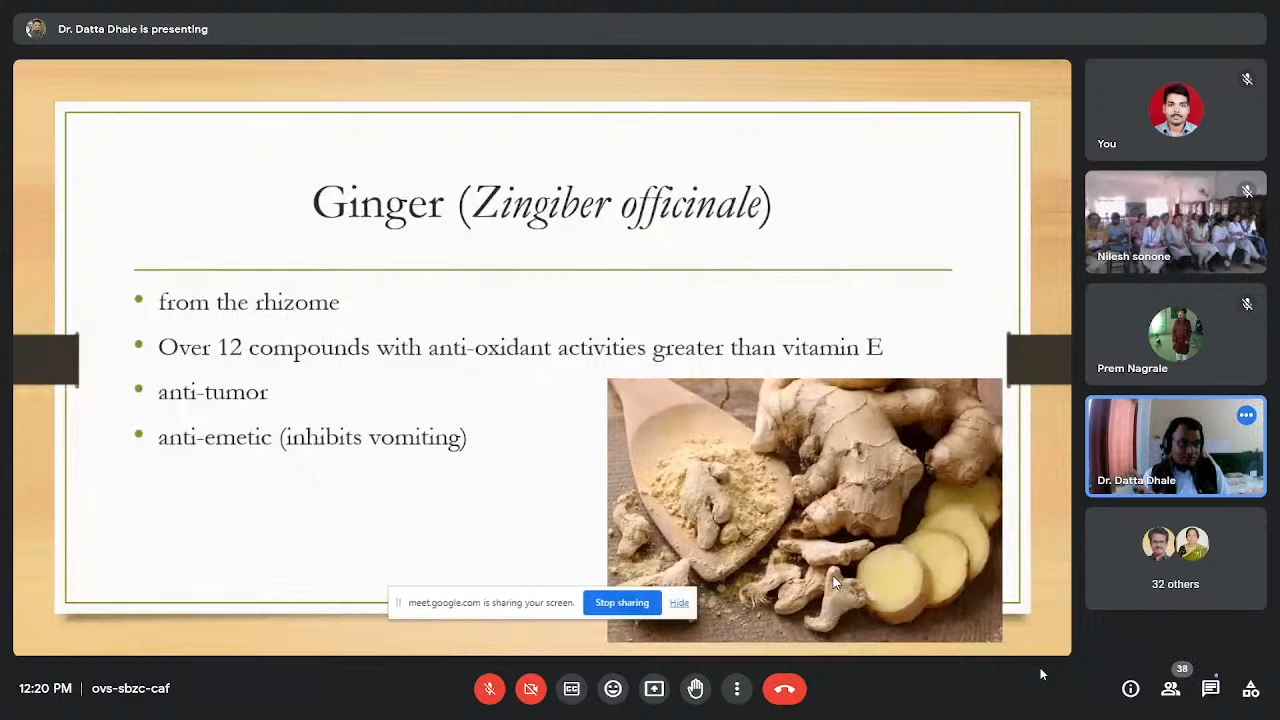 Dr. Datta Dhale is presenting
Ginger (Zingiber officinale)
from the rhizome
Over 12 compounds with anti-oxidant activities greater than vitamin E
anti-tumor
anti-emetic (inhibits vomiting)
meet.google.com is sharing your screen.
Stop sharing
Hide
You
Nilesh sonone
Prem Nagrale
Dr. Datta Dhale
32 others
12:20 PM | ovs-sbzc-caf
38